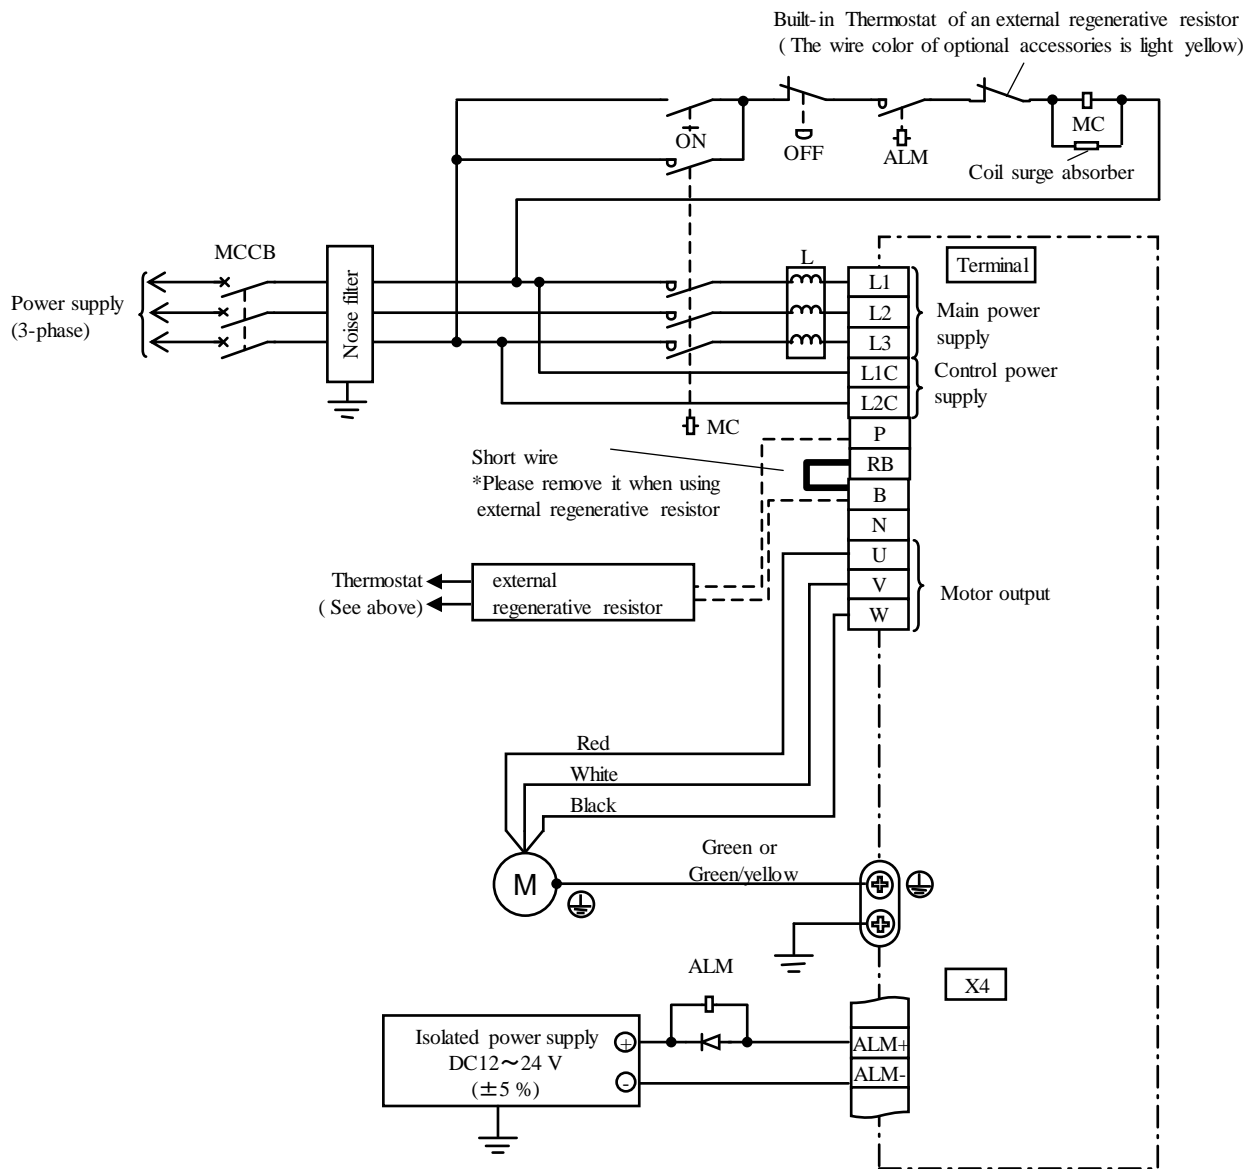 Built-in Thermostat of an external regenerative resistor
( The wire color of optional accessories is light yellow)
ON
OFF
ALM
MC
Coil surge absorber
MCCB
Noise filter
L
Terminal
Power supply
(3-phase)
L1
L2
L3
L1C
L2C
P
RB
B
N
U
V
W
Main power
supply
Control power
supply
MC
Short wire
*Please remove it when using
external regenerative resistor
Thermostat
( See above)
external
regenerative resistor
Motor output
Red
White
Black
M
Green or
Green/yellow
ALM
X4
Isolated power supply
DC12～24 V
(±5 %)
+
-
ALM+
ALM-